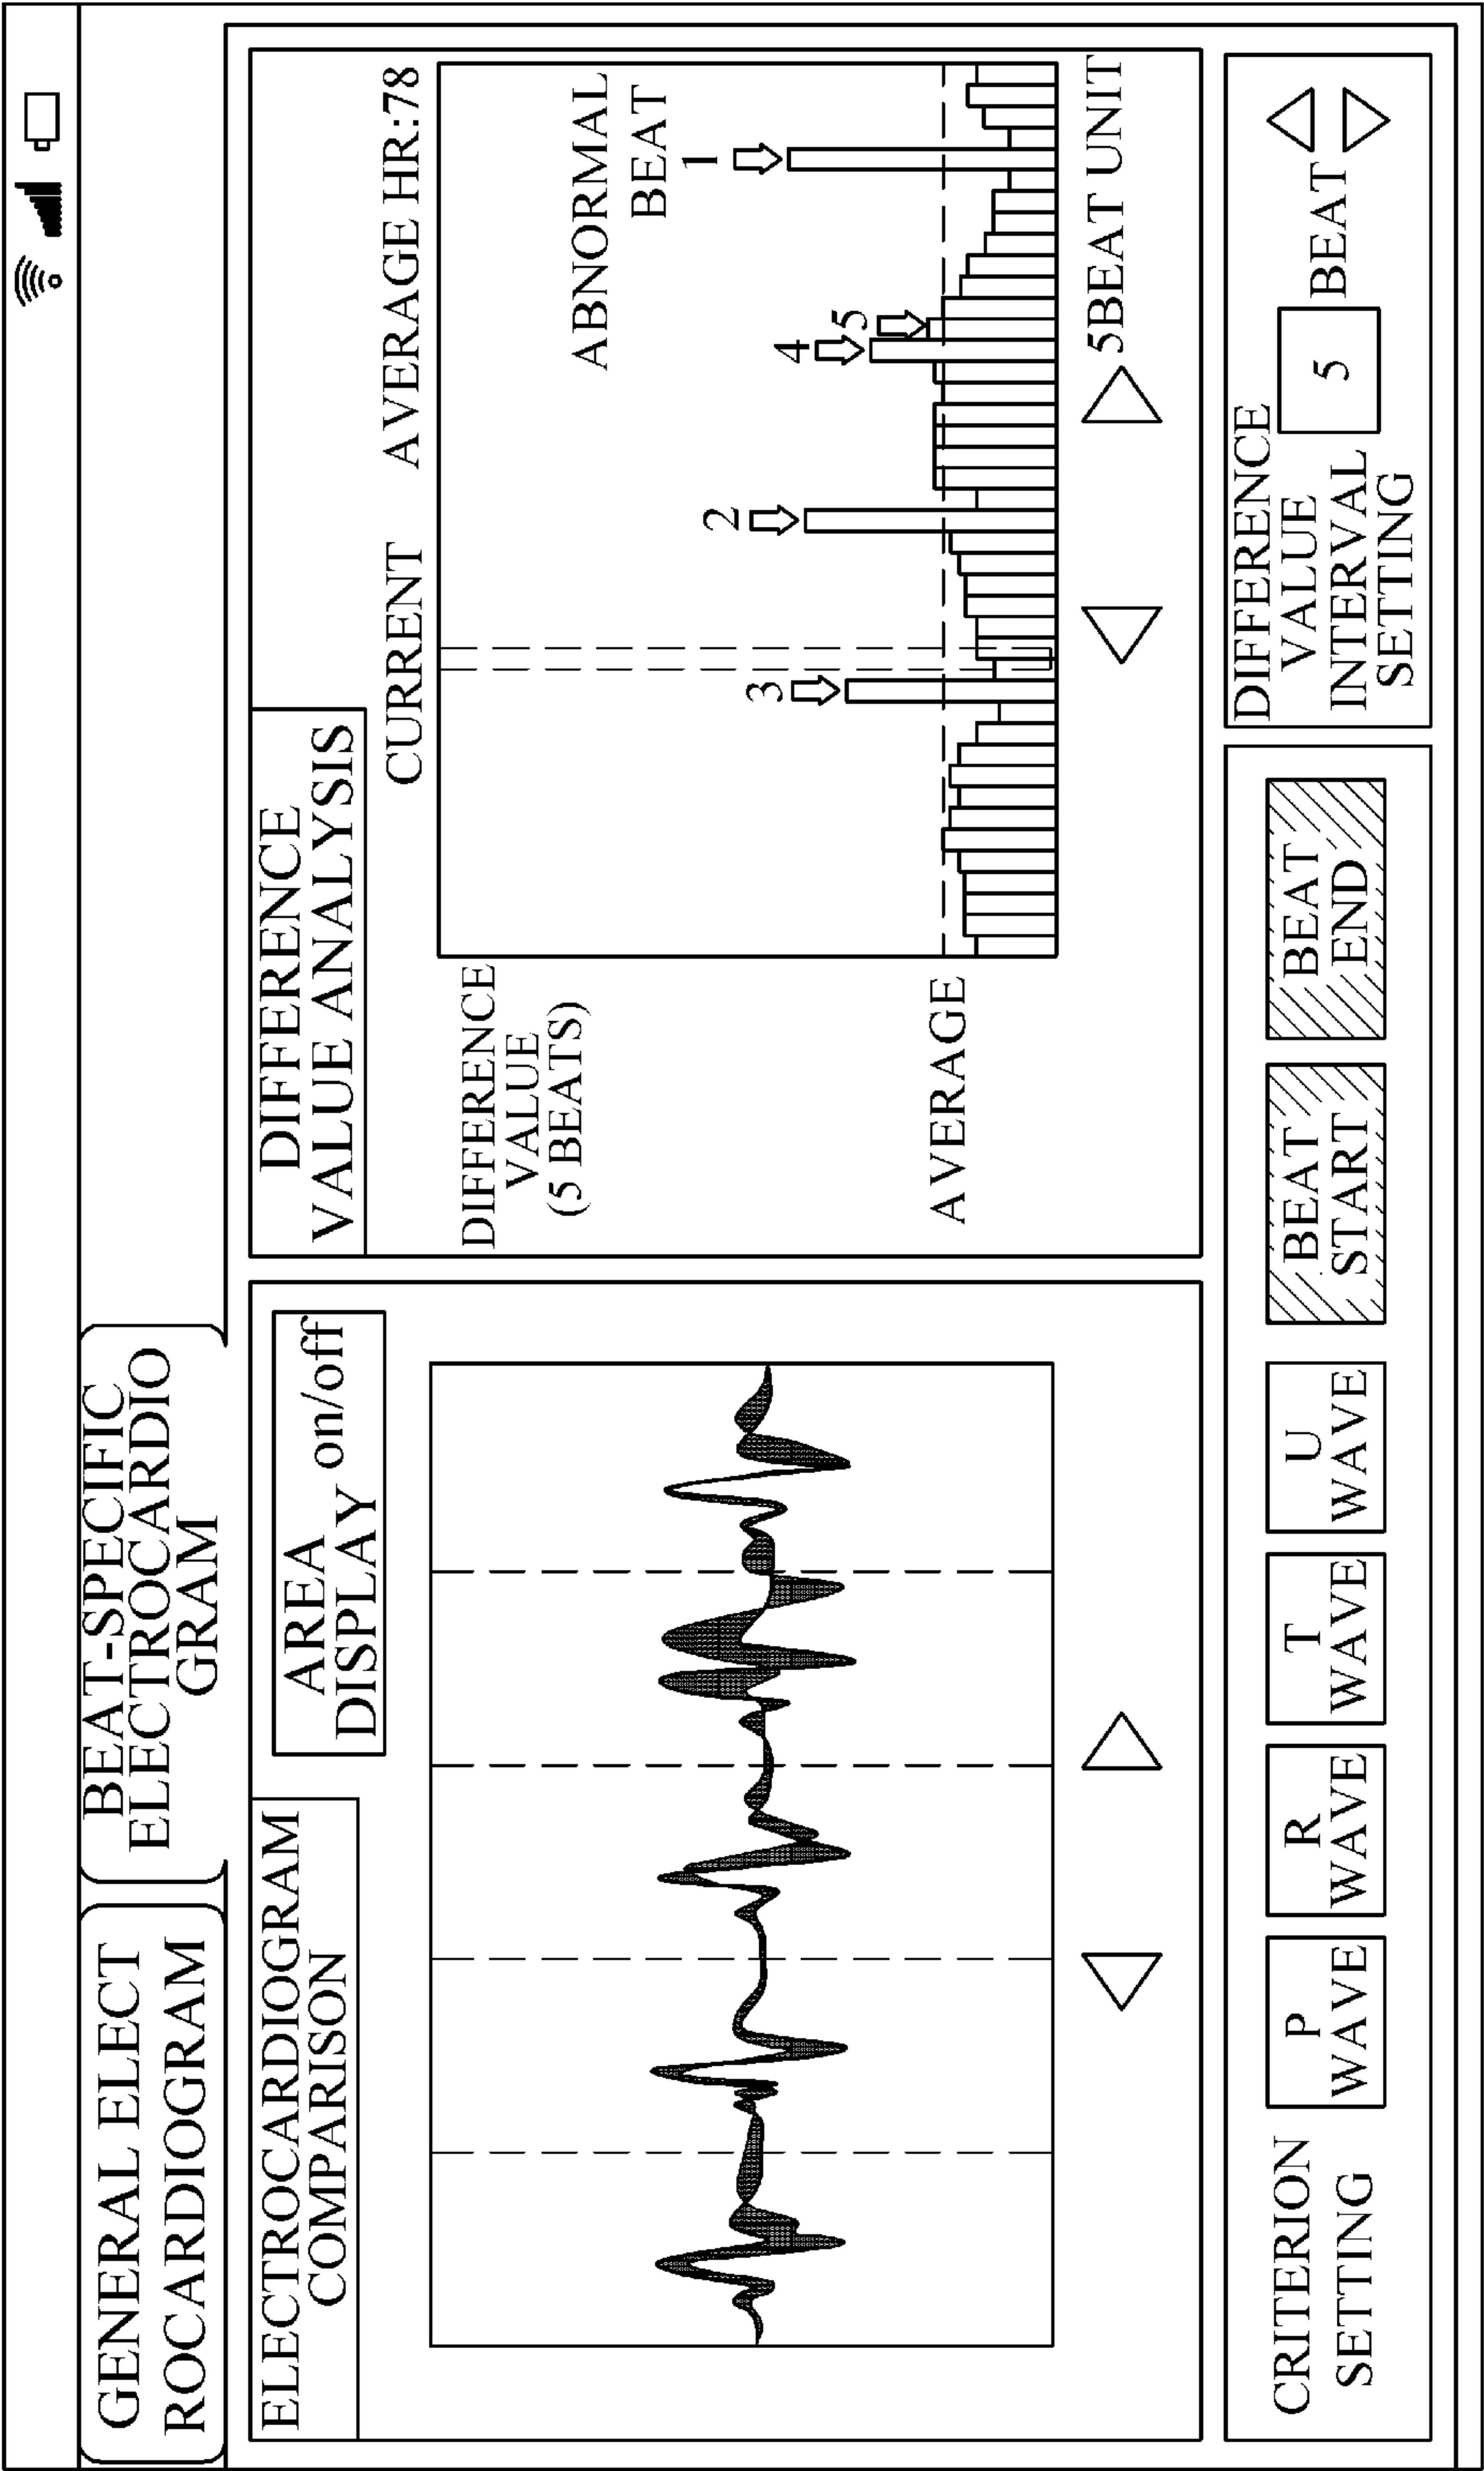 GENERAL ELECT
ROCARDIOGRAM
BEAT-SPECIFIC
ELECTROCARDIO
GRAM
ELECTROCARDIOGRAM
COMPARISON
AREA
DISPLAY on/off
DIFFERENCE
VALUE ANALYSIS
CURRENT
AVERAGE HR:78
DIFFERENCE
VALUE
(5 BEATS)
AVERAGE
ABNORMAL
BEAT
3
2
4
5
1
5BEAT UNIT
CRITERION
SETTING
P
WAVE
R
WAVE
T
WAVE
U
WAVE
BEAT
START
BEAT
END
DIFFERENCE
VALUE
INTERVAL
SETTING
5
BEAT